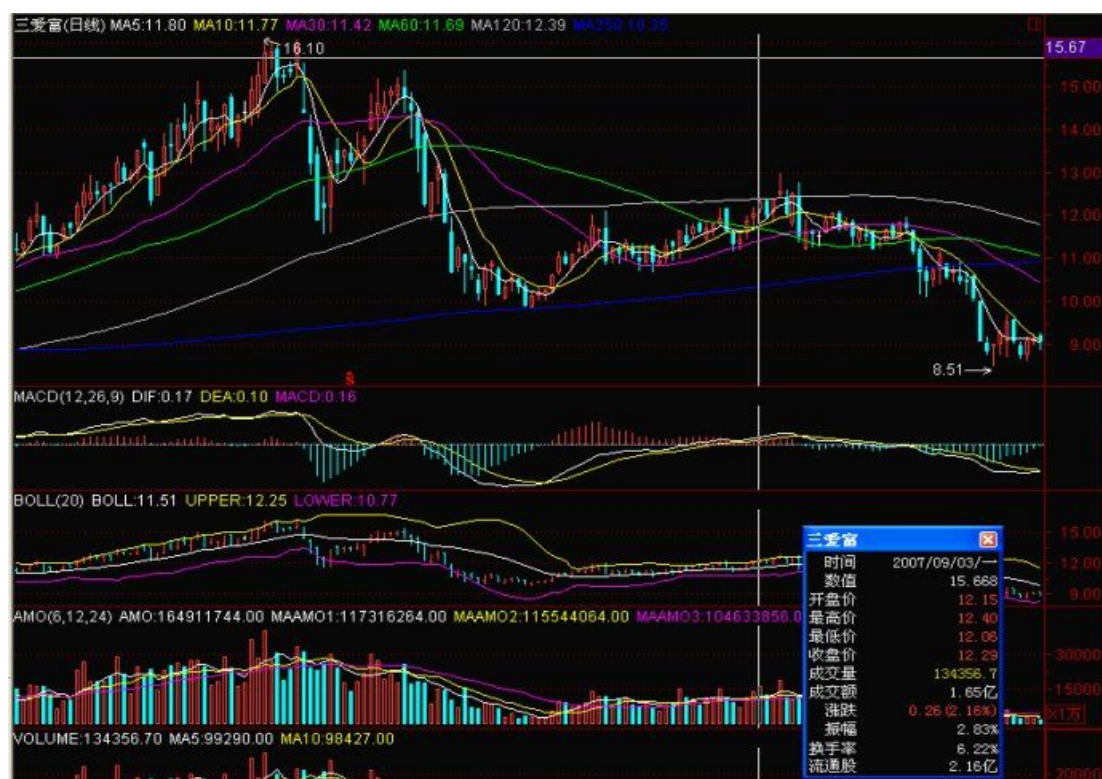 三爱富(日线) MA5:11.80 MA10:11.77 MA30:11.42 MA60:11.69 MA120:12.39 MA250:10.35
16.10
15.67
15.00
14.00
13.00
12.00
11.00
10.00
9.00
8.51
MACD(12,26,9) DIF:0.17 DEA:0.10 MACD:0.16
BOLL(20) BOLL:11.51 UPPER:12.25 LOWER:10.77
15.00
12.00
9.00
AMO(6,12,24) AMO:164911744.00 MAAMO1:117316264.00 MAAMO2:115544064.00 MAAMO3:104633856.0
30000
15000
X1万
VOLUME:134356.70 MA5:99290.00 MA10:98427.00
20000
三爱富
时间 2007/09/03/一
数值 15.668
开盘价 12.15
最高价 12.40
最低价 12.06
收盘价 12.29
成交量 134356.7
成交额 1.65亿
涨跌 0.26(2.16%)
振幅 2.83%
换手率 6.22%
流通股 2.16亿